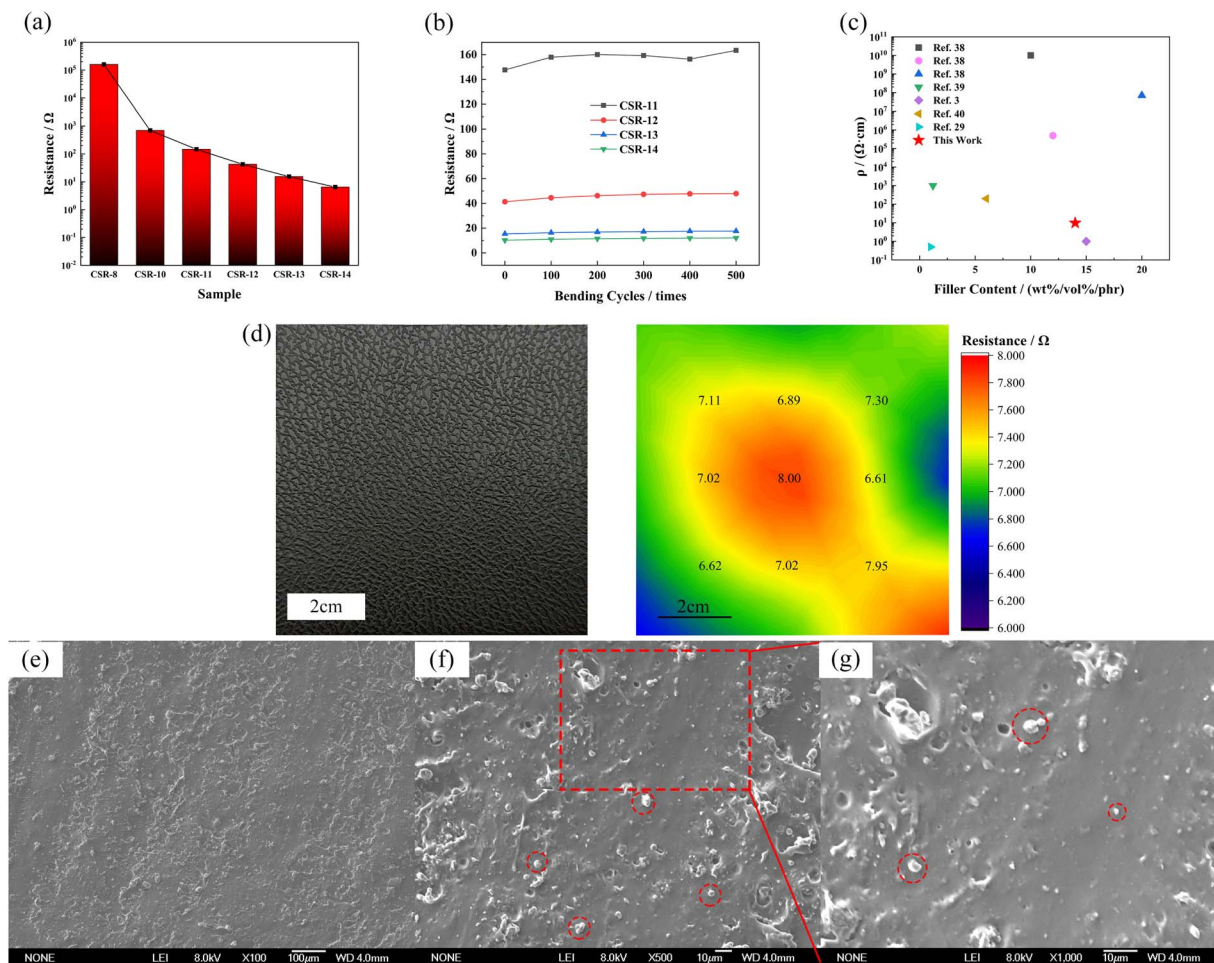 (a)
10⁶
10⁵
10⁴
10³
10²
10¹
10⁰
10⁻¹
10⁻²
Resistance / Ω
CSR-8 CSR-10 CSR-11 CSR-12 CSR-13 CSR-14
Sample
(b)
160
140
120
100
80
60
40
20
0
Resistance / Ω
CSR-11
CSR-12
CSR-13
CSR-14
0 100 200 300 400 500
Bending Cycles / times
(c)
10¹¹
10¹⁰
10⁹
10⁸
10⁷
10⁶
10⁵
10⁴
10³
10²
10¹
10⁰
10⁻¹
ρ / (Ω·cm)
Ref. 38
Ref. 38
Ref. 38
Ref. 39
Ref. 3
Ref. 40
Ref. 29
This Work
0 5 10 15 20
Filler Content / (wt%/vol%/phr)
(d)
2cm
7.11 6.89 7.30
7.02 8.00 6.61
6.62 7.02 7.95
2cm
Resistance / Ω
8.000
7.800
7.600
7.400
7.200
7.000
6.800
6.600
6.400
6.200
6.000
(e)
NONE LEI 8.0kV X100 100μm WD 4.0mm
(f)
NONE LEI 8.0kV X500 10μm WD 4.0mm
(g)
NONE LEI 8.0kV X1,000 10μm WD 4.0mm